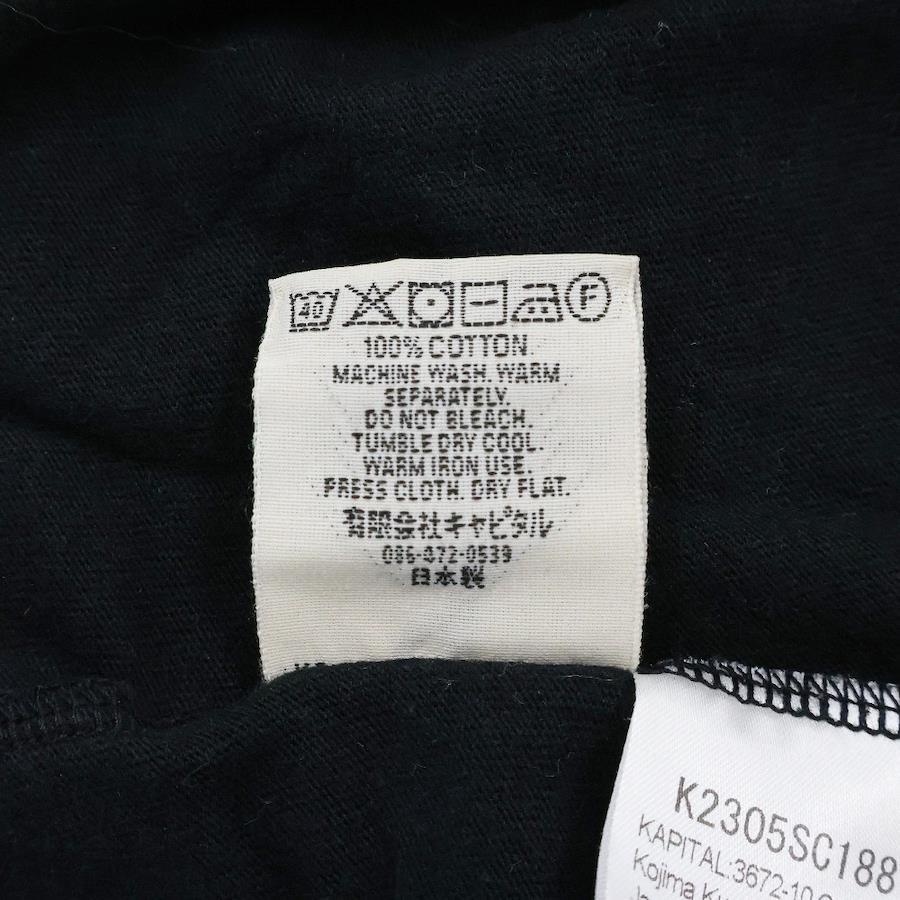 40 F
100% COTTON
MACHINE WASH. WARM
SEPARATELY.
DO NOT BLEACH.
TUMBLE DRY COOL.
WARM IRON USE.
PRESS CLOTH. DRY FLAT.
有限会社キャピタル
086-472-0539
日本製
K2305SC188
KAPITAL:3672-10
Kojima